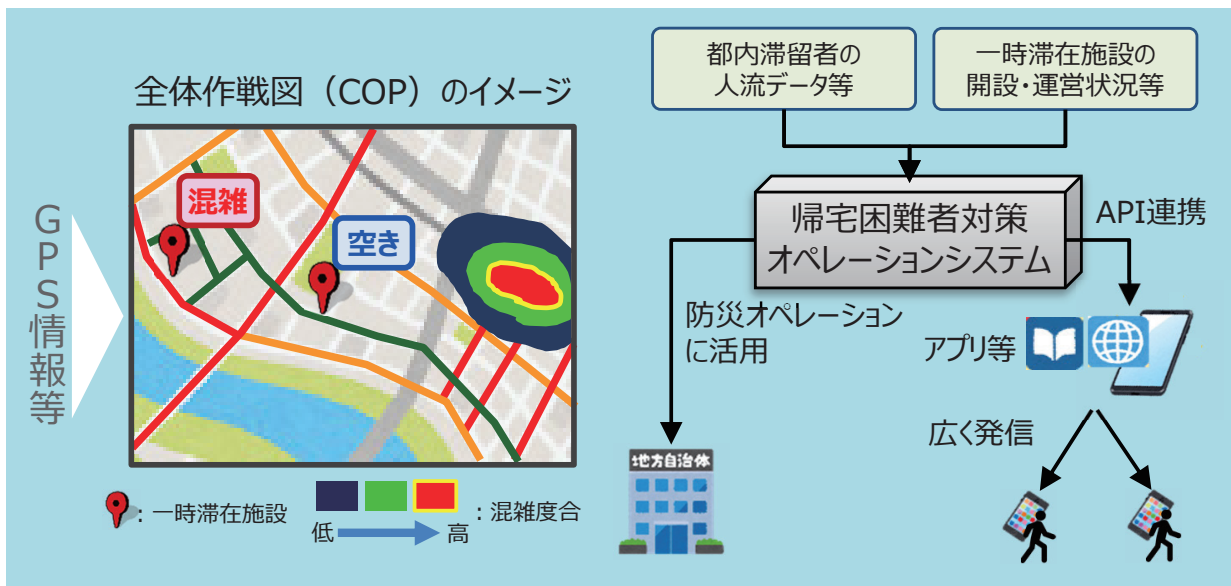 GPS情報等
全体作戦図（COP）のイメージ
混雑
空き
：一時滞在施設
低
高
：混雑度合
都内滞留者の
人流データ等
一時滞在施設の
開設・運営状況等
帰宅困難者対策
オペレーションシステム
API連携
防災オペレーション
に活用
アプリ等
地方自治体
広く発信